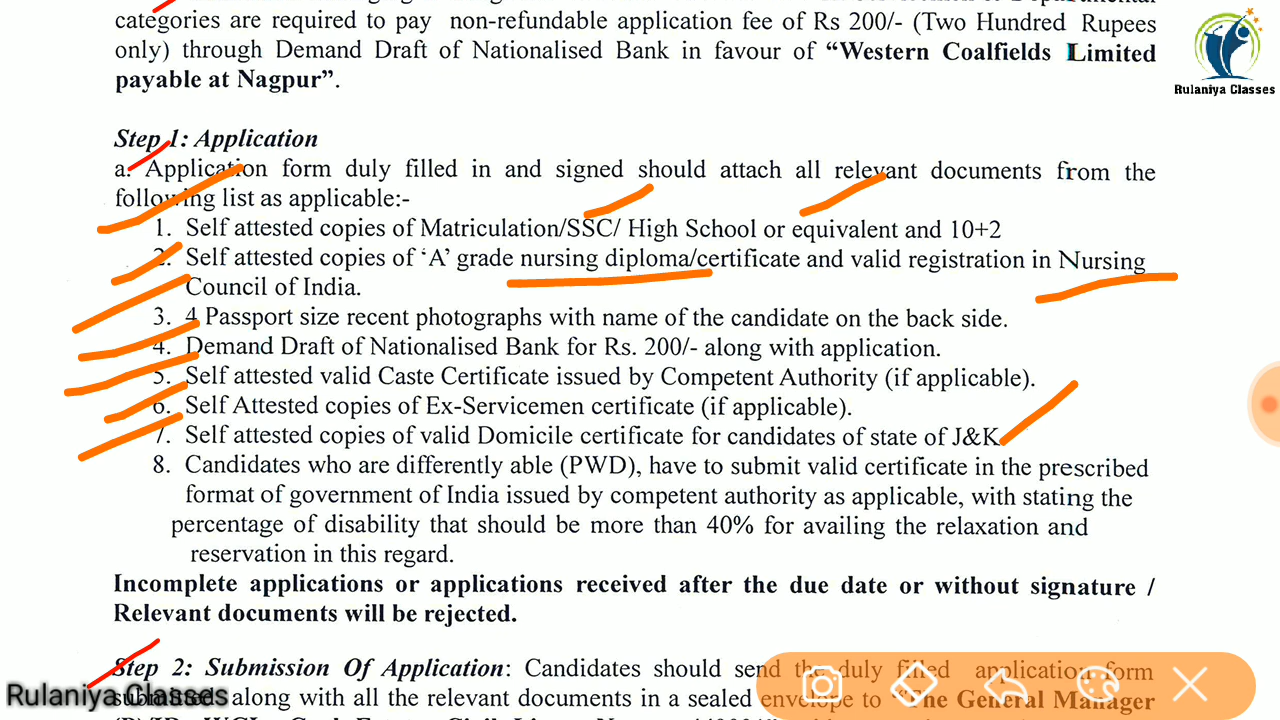 categories are required to pay non-refundable application fee of Rs 200/- (Two Hundred Rupees
only) through Demand Draft of Nationalised Bank in favour of “Western Coalfields Limited
payable at Nagpur”.
Rulaniya Classes
Step 1: Application
a. Application form duly filled in and signed should attach all relevant documents from the
following list as applicable:-
1. Self attested copies of Matriculation/SSC/ High School or equivalent and 10+2
2. Self attested copies of ‘A’ grade nursing diploma/certificate and valid registration in Nursing
Council of India.
3. 4 Passport size recent photographs with name of the candidate on the back side.
4. Demand Draft of Nationalised Bank for Rs. 200/- along with application.
5. Self attested valid Caste Certificate issued by Competent Authority (if applicable).
6. Self Attested copies of Ex-Servicemen certificate (if applicable).
7. Self attested copies of valid Domicile certificate for candidates of state of J&K
8. Candidates who are differently able (PWD), have to submit valid certificate in the prescribed
format of government of India issued by competent authority as applicable, with stating the
percentage of disability that should be more than 40% for availing the relaxation and
reservation in this regard.
Incomplete applications or applications received after the due date or without signature /
Relevant documents will be rejected.
Step 2: Submission Of Application: Candidates should send the duly filled application form
submitted along with all the relevant documents in a sealed envelope to “The General Manager
Rulaniya Classes